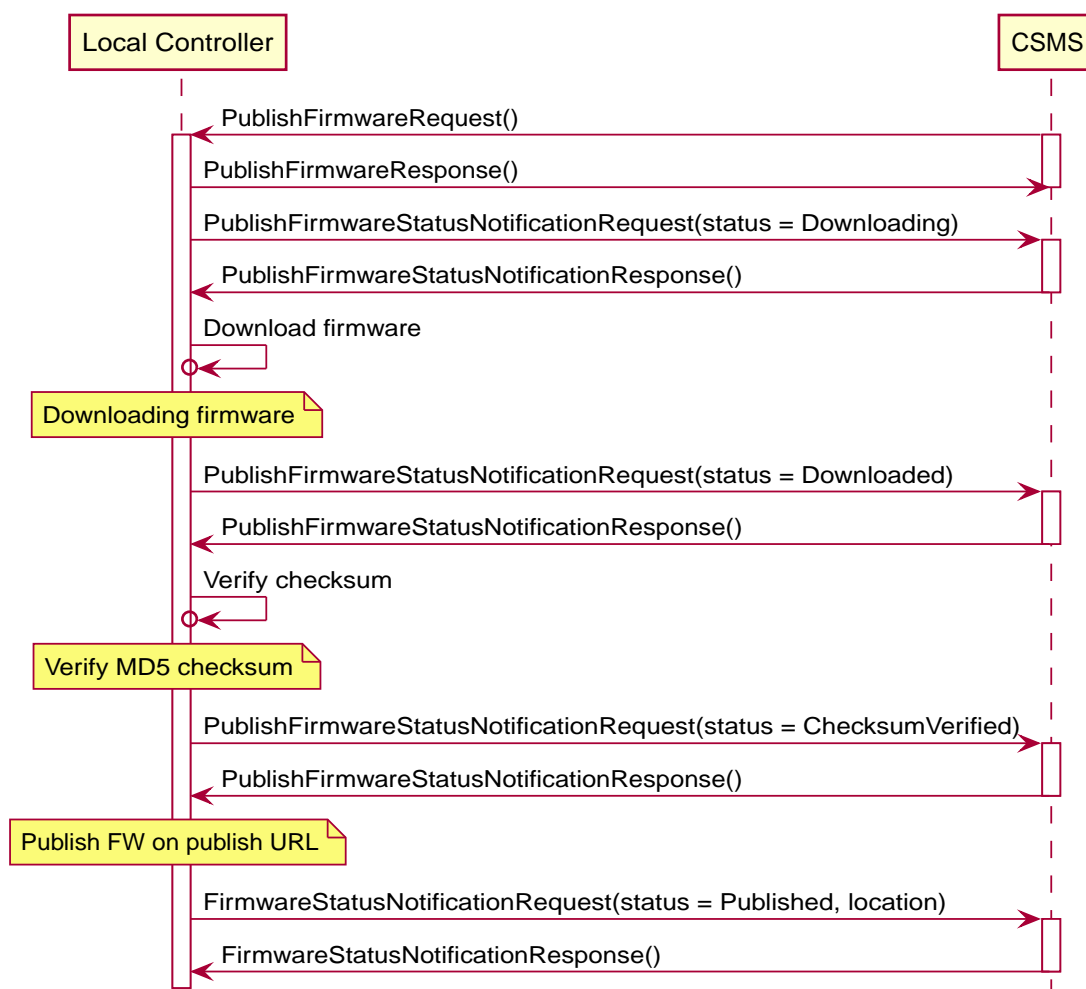 Local Controller
CSMS
PublishFirmwareRequest()
PublishFirmwareResponse()
PublishFirmwareStatusNotificationRequest(status = Downloading)
PublishFirmwareStatusNotificationResponse()
Download firmware
Downloading firmware
PublishFirmwareStatusNotificationRequest(status = Downloaded)
PublishFirmwareStatusNotificationResponse()
Verify checksum
Verify MD5 checksum
PublishFirmwareStatusNotificationRequest(status = ChecksumVerified)
PublishFirmwareStatusNotificationResponse()
Publish FW on publish URL
FirmwareStatusNotificationRequest(status = Published, location)
FirmwareStatusNotificationResponse()